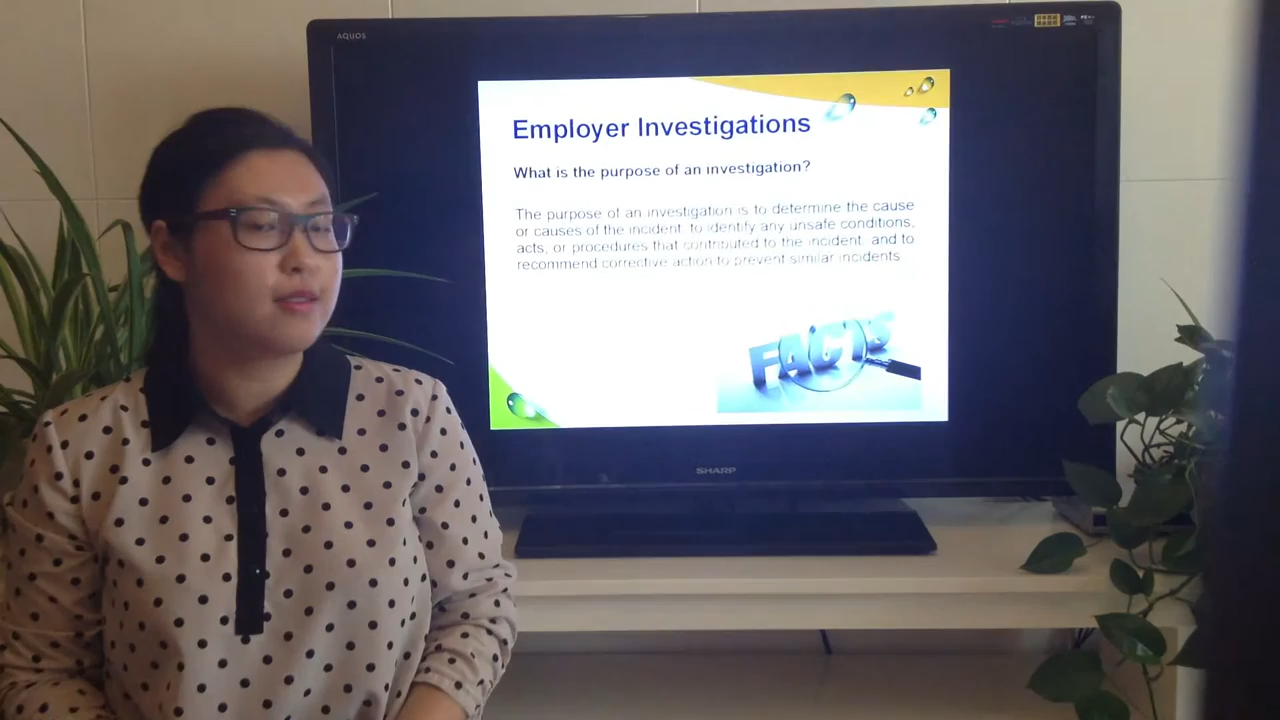 AQUOS
Employer Investigations
What is the purpose of an investigation?
The purpose of an investigation is to determine the cause
or causes of the incident, to identify any unsafe conditions,
acts, or procedures that contributed to the incident, and to
recommend corrective action to prevent similar incidents
FACTS
SHARP